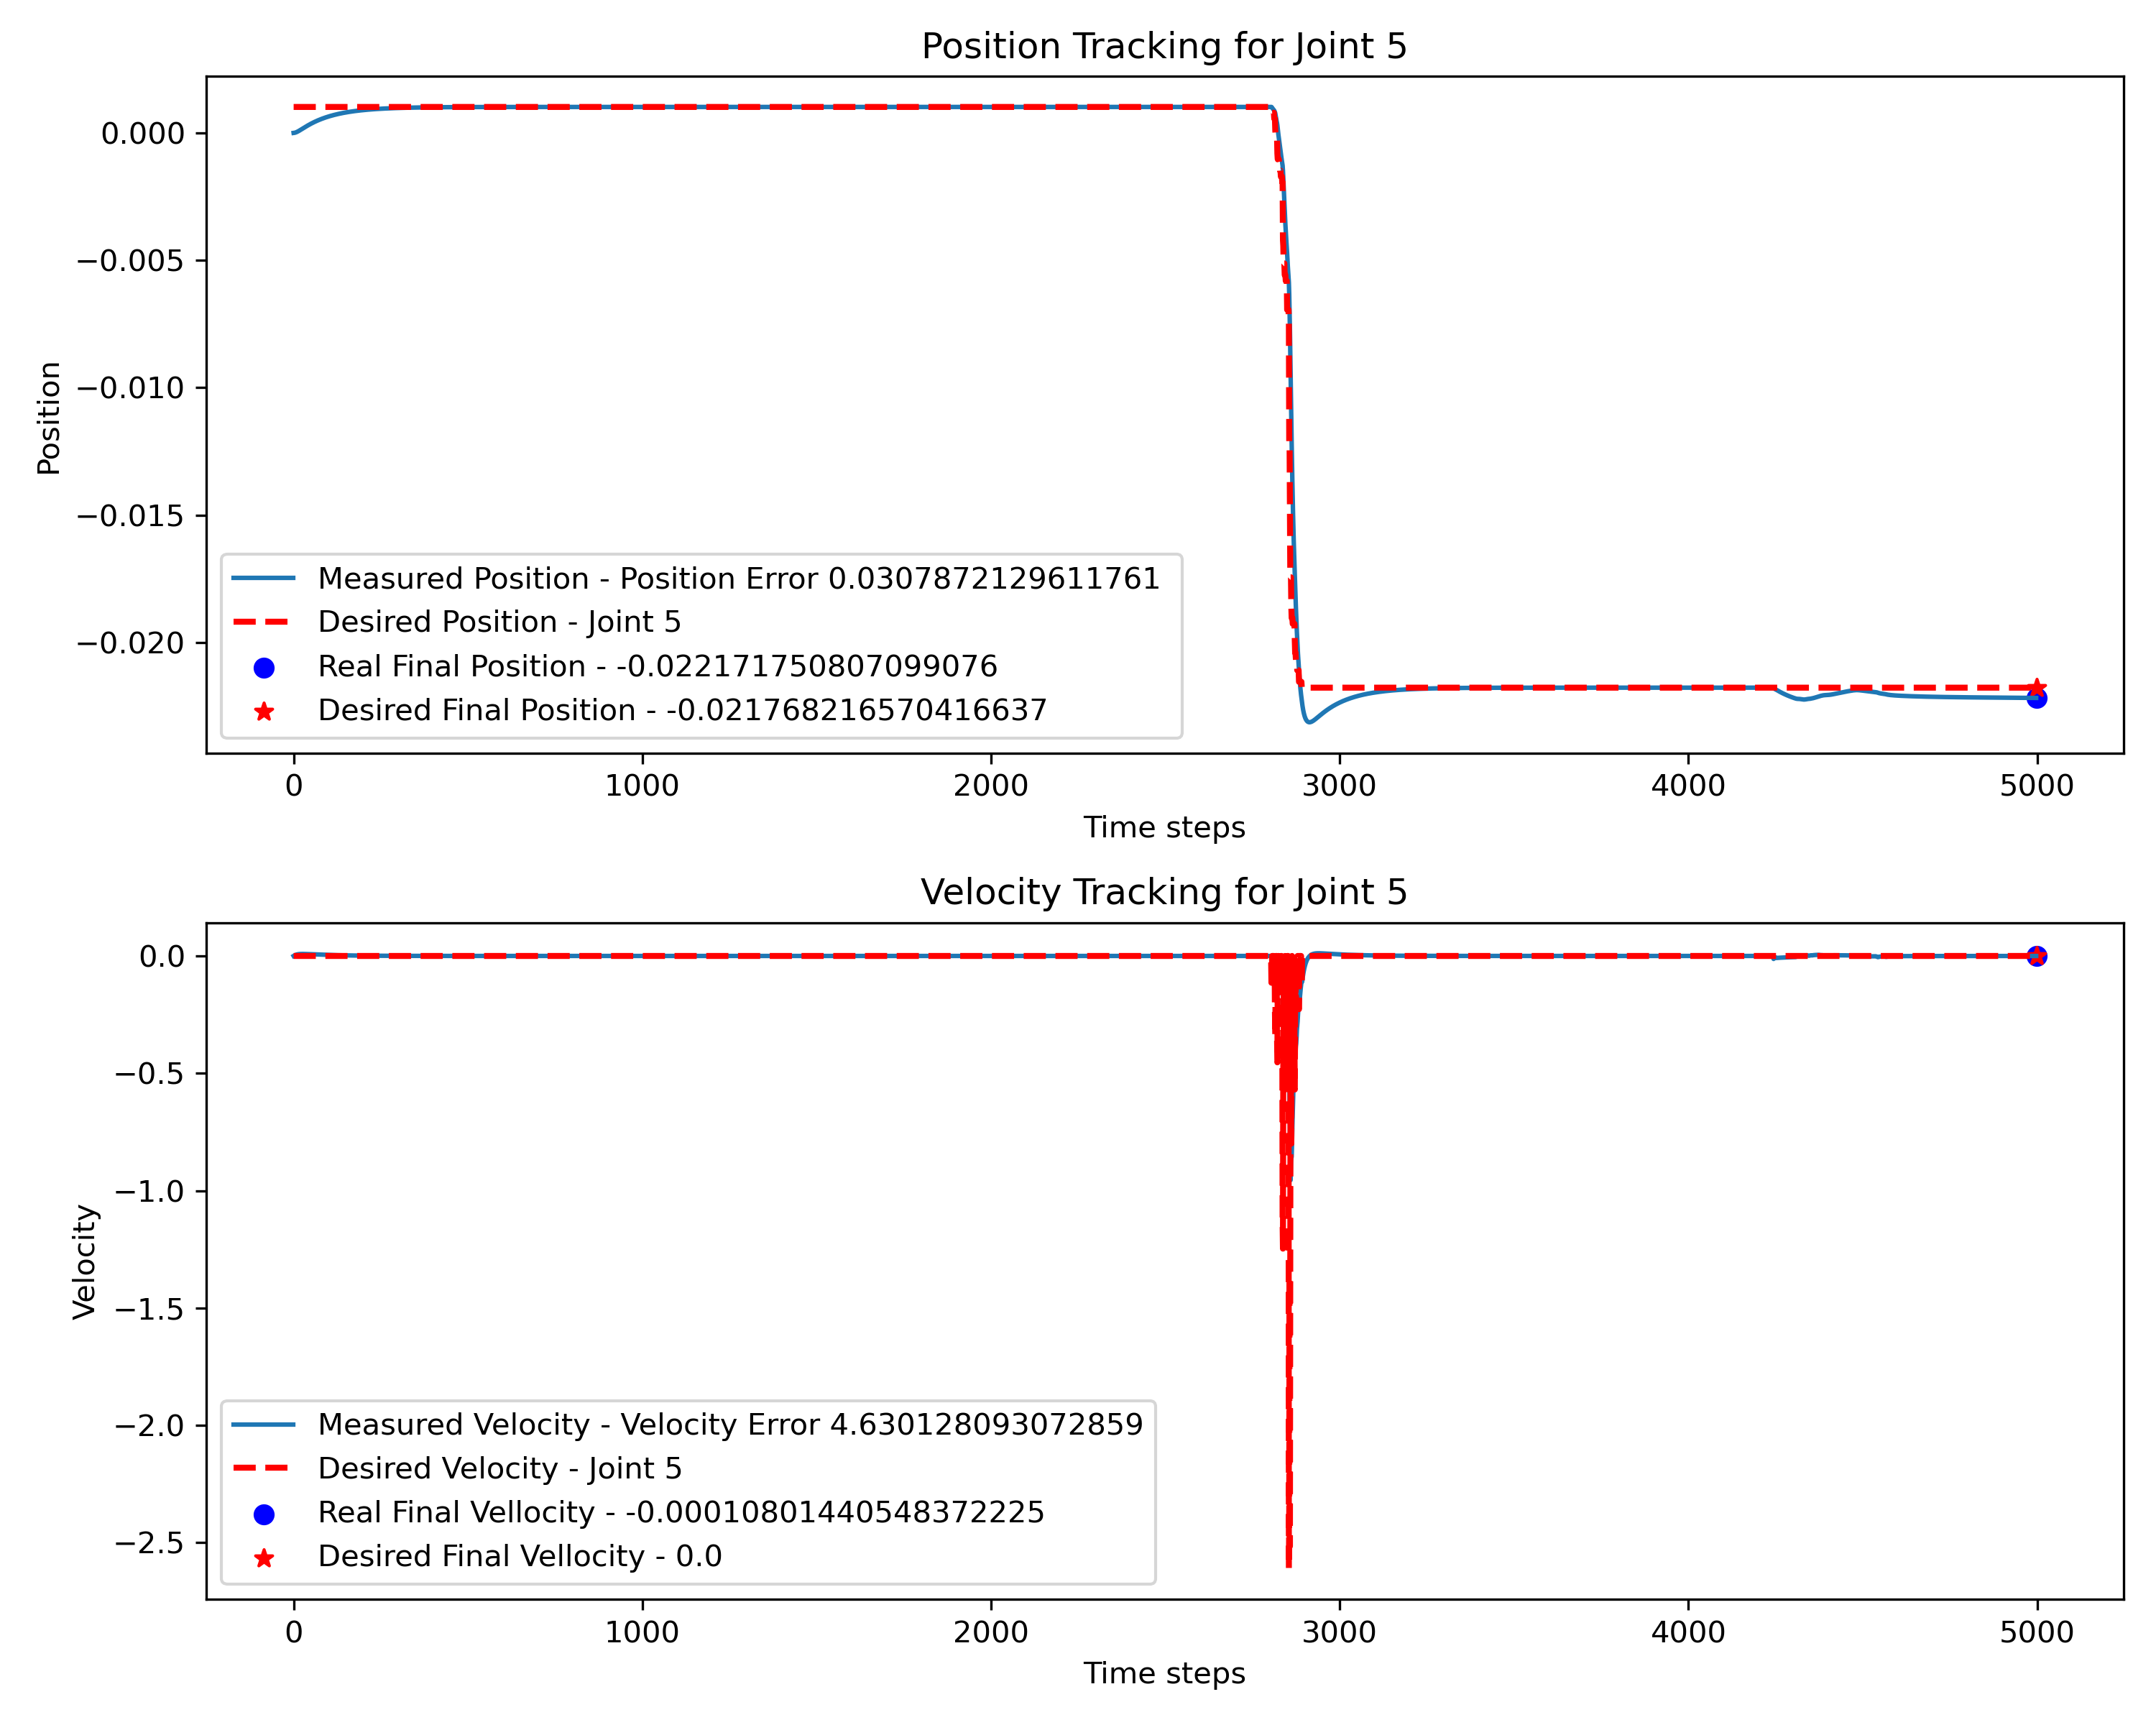 Position Tracking for Joint 5
0.000
−0.005
−0.010
−0.015
−0.020
Position
Measured Position - Position Error 0.0307872129611761
Desired Position - Joint 5
Real Final Position - -0.022171750807099076
Desired Final Position - -0.021768216570416637
0 1000 2000 3000 4000 5000
Time steps
Velocity Tracking for Joint 5
0.0
−0.5
−1.0
−1.5
−2.0
−2.5
Velocity
Measured Velocity - Velocity Error 4.630128093072859
Desired Velocity - Joint 5
Real Final Vellocity - -0.00010801440548372225
Desired Final Vellocity - 0.0
0 1000 2000 3000 4000 5000
Time steps